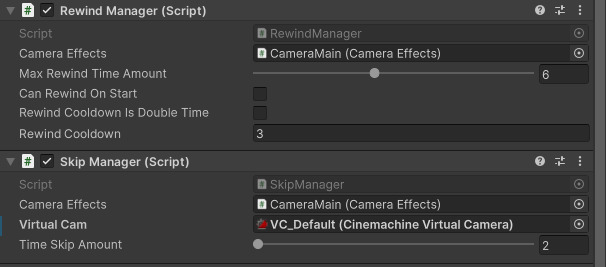 Rewind Manager (Script)
Script RewindManager
Camera Effects CameraMain (Camera Effects)
Max Rewind Time Amount 6
Can Rewind On Start
Rewind Cooldown Is Double Time
Rewind Cooldown 3
Skip Manager (Script)
Script SkipManager
Camera Effects CameraMain (Camera Effects)
Virtual Cam VC_Default (Cinemachine Virtual Camera)
Time Skip Amount 2